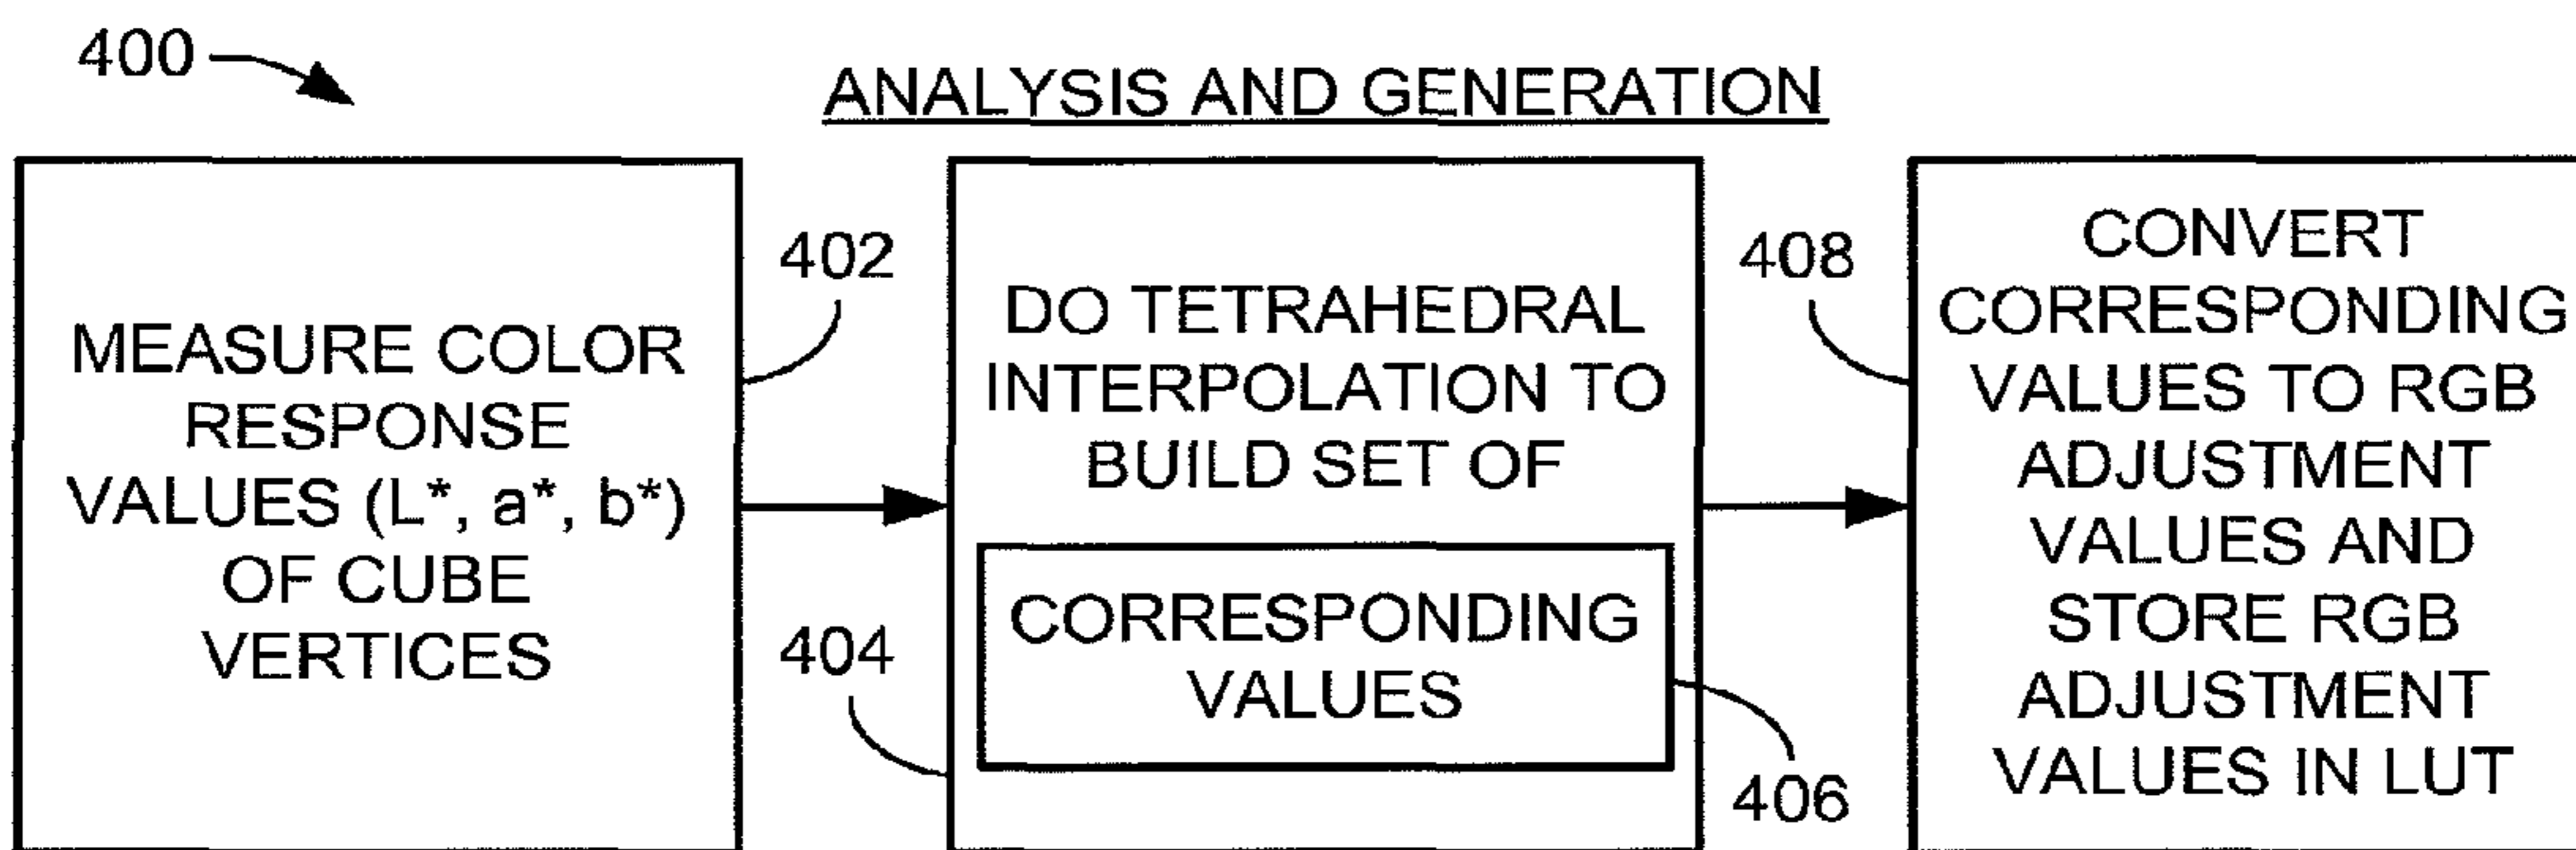 400
ANALYSIS AND GENERATION
MEASURE COLOR
RESPONSE
VALUES (L*, a*, b*)
OF CUBE
VERTICES
402
DO TETRAHEDRAL
INTERPOLATION TO
BUILD SET OF
CORRESPONDING
VALUES
404
406
408
CONVERT
CORRESPONDING
VALUES TO RGB
ADJUSTMENT
VALUES AND
STORE RGB
ADJUSTMENT
VALUES IN LUT